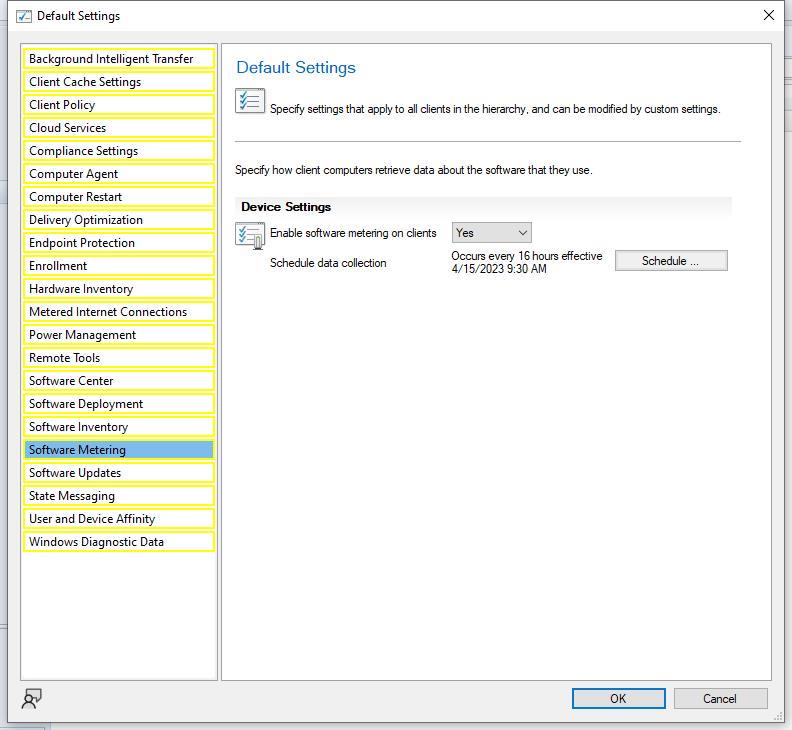 Default Settings
Background Intelligent Transfer
Client Cache Settings
Client Policy
Cloud Services
Compliance Settings
Computer Agent
Computer Restart
Delivery Optimization
Endpoint Protection
Enrollment
Hardware Inventory
Metered Internet Connections
Power Management
Remote Tools
Software Center
Software Deployment
Software Inventory
Software Metering
Software Updates
State Messaging
User and Device Affinity
Windows Diagnostic Data
Default Settings
Specify settings that apply to all clients in the hierarchy, and can be modified by custom settings.
Specify how client computers retrieve data about the software that they use.
Device Settings
Enable software metering on clients Yes
Schedule data collection
Occurs every 16 hours effective
4/15/2023 9:30 AM
Schedule ...
OK Cancel